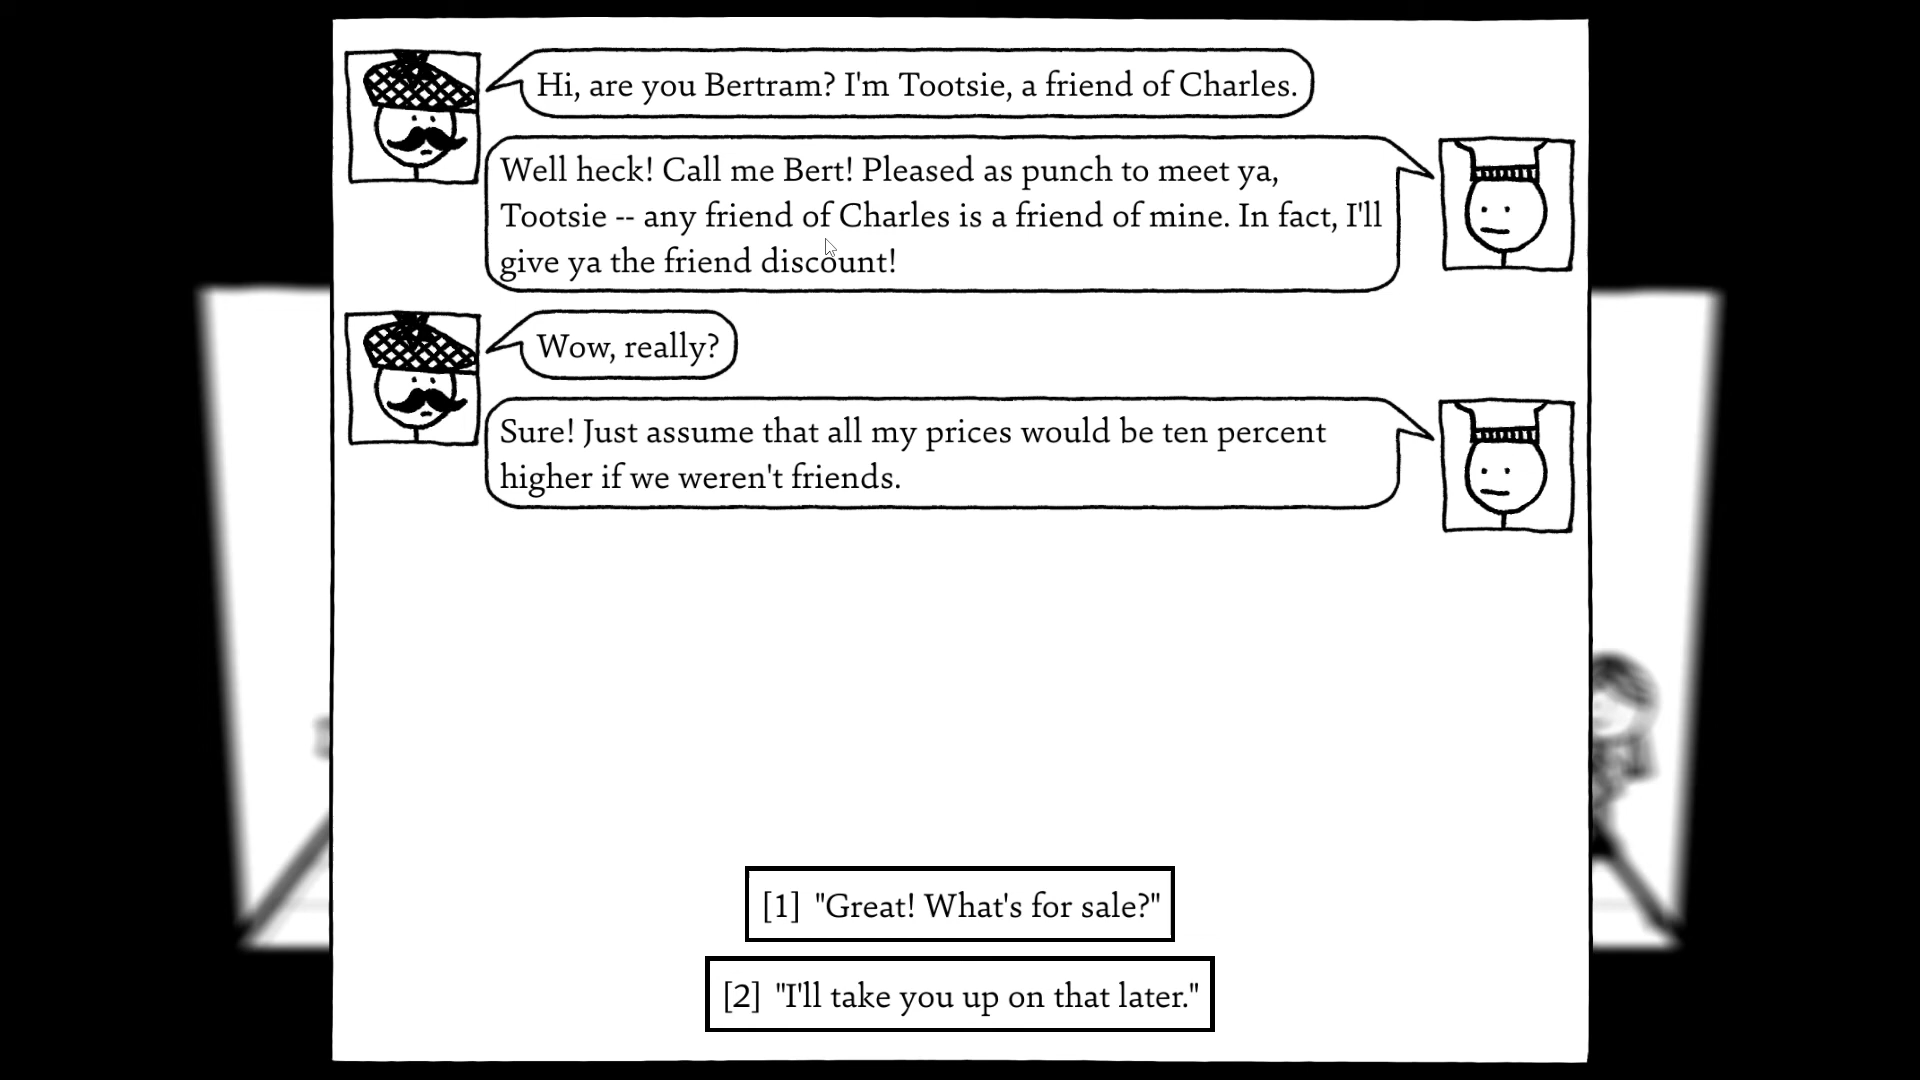 Hi, are you Bertram? I'm Tootsie, a friend of Charles.
Well heck! Call me Bert! Pleased as punch to meet ya,
Tootsie -- any friend of Charles is a friend of mine. In fact, I'll
give ya the friend discount!
Wow, really?
Sure! Just assume that all my prices would be ten percent
higher if we weren't friends.
[1] "Great! What's for sale?"
[2] "I'll take you up on that later."